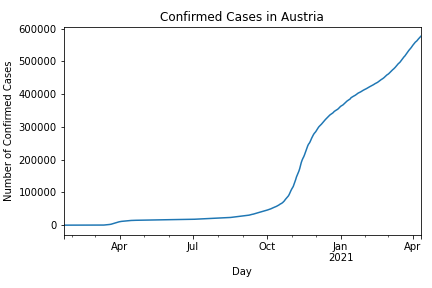 Confirmed Cases in Austria
Number of Confirmed Cases
600000
500000
400000
300000
200000
100000
0
Apr
Jul
Oct
Jan
2021
Apr
Day